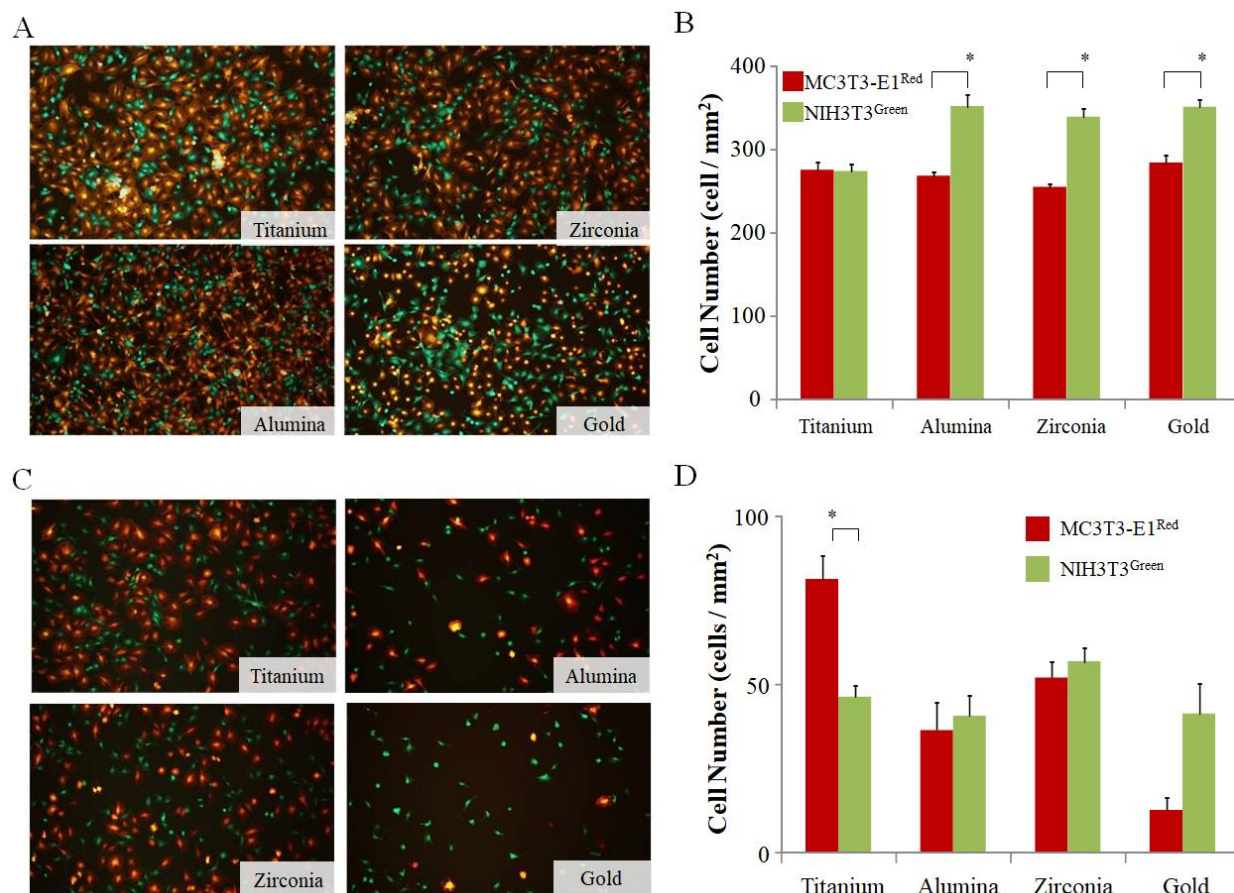 A
Titanium
Zirconia
Alumina
Gold
B
Cell Number (cell / mm²)
400
300
200
100
0
MC3T3-E1ᴿᵉᵈ
NIH3T3ᴳʳᵉᵉⁿ
*
*
*
Titanium Alumina Zirconia Gold
C
Titanium
Alumina
Zirconia
Gold
D
Cell Number (cells / mm²)
100
50
0
*
MC3T3-E1ᴿᵉᵈ
NIH3T3ᴳʳᵉᵉⁿ
Titanium Alumina Zirconia Gold